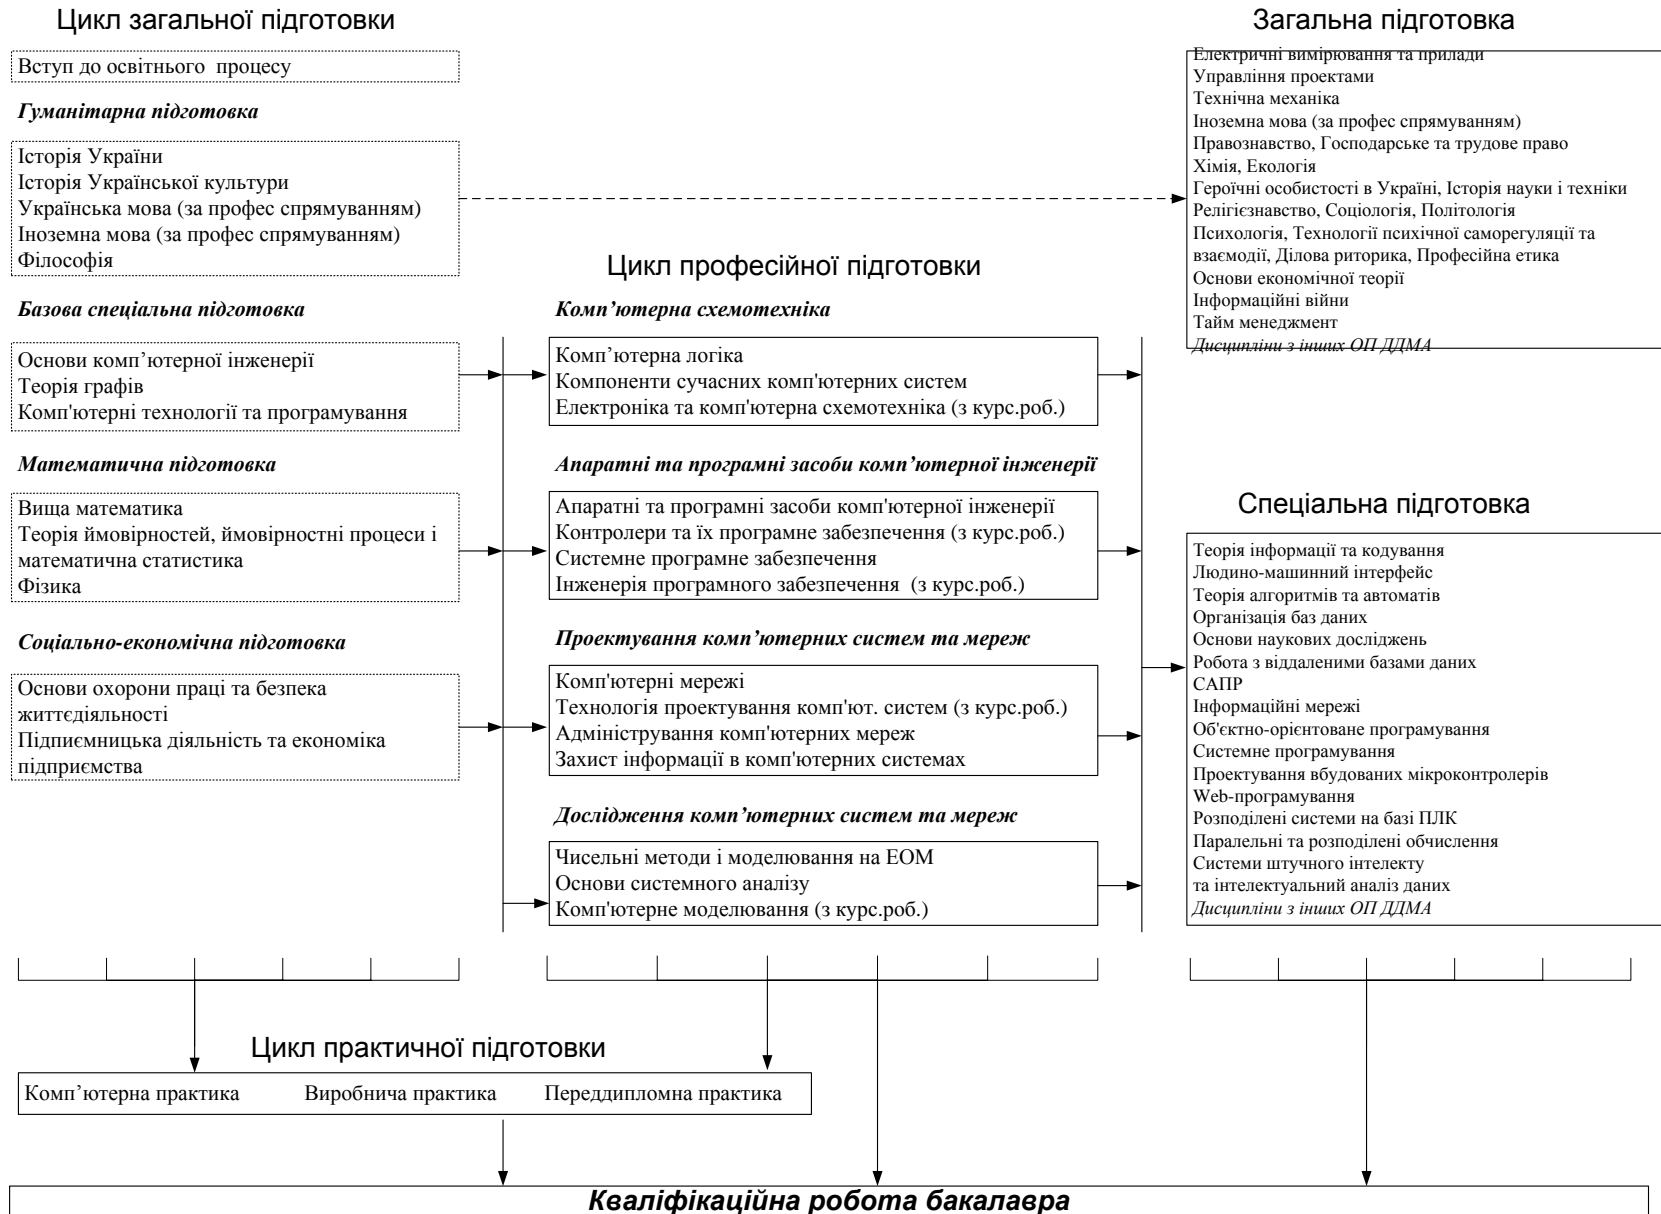 Цикл загальної підготовки
Вступ до освітнього процесу
Гуманітарна підготовка
Історія України
Історія Української культури
Українська мова (за профес спрямуванням)
Іноземна мова (за профес спрямуванням)
Філософія
Базова спеціальна підготовка
Основи комп’ютерної інженерії
Теорія графів
Комп'ютерні технології та програмування
Математична підготовка
Вища математика
Теорія ймовірностей, ймовірностні процеси і
математична статистика
Фізика
Соціально-економічна підготовка
Основи охорони праці та безпека
життєдіяльності
Підприємницька діяльність та економіка
підприємства
Цикл професійної підготовки
Комп’ютерна схемотехніка
Комп’ютерна логіка
Компоненти сучасних комп'ютерних систем
Електроніка та комп'ютерна схемотехніка (з курс.роб.)
Апаратні та програмні засоби комп’ютерної інженерії
Апаратні та програмні засоби комп'ютерної інженерії
Контролери та їх програмне забезпечення (з курс.роб.)
Системне програмне забезпечення
Інженерія програмного забезпечення (з курс.роб.)
Проектування комп’ютерних систем та мереж
Комп'ютерні мережі
Технологія проектування комп'ют. систем (з курс.роб.)
Адміністрування комп'ютерних мереж
Захист інформації в комп'ютерних системах
Дослідження комп’ютерних систем та мереж
Чисельні методи і моделювання на ЕОМ
Основи системного аналізу
Комп'ютерне моделювання (з курс.роб.)
Загальна підготовка
Електричні вимірювання та прилади
Управління проектами
Технічна механіка
Іноземна мова (за профес спрямуванням)
Правознавство, Господарське та трудове право
Хімія, Екологія
Героїчні особистості в Україні, Історія науки і техніки
Релігієзнавство, Соціологія, Політологія
Психологія, Технології психічної саморегуляції та
взаємодії, Ділова риторика, Професійна етика
Основи економічної теорії
Інформаційні війни
Тайм менеджмент
Дисципліни з інших ОП ДДМА
Спеціальна підготовка
Теорія інформації та кодування
Людино-машинний інтерфейс
Теорія алгоритмів та автоматів
Організація баз даних
Основи наукових досліджень
Робота з віддаленими базами даних
САПР
Інформаційні мережі
Об'єктно-орієнтоване програмування
Системне програмування
Проектування вбудованих мікроконтролерів
Web-програмування
Розподілені системи на базі ПЛК
Паралельні та розподілені обчислення
Системи штучного інтелекту
та інтелектуальний аналіз даних
Дисципліни з інших ОП ДДМА
Цикл практичної підготовки
Комп’ютерна практика Виробнича практика Переддипломна практика
Кваліфікаційна робота бакалавра